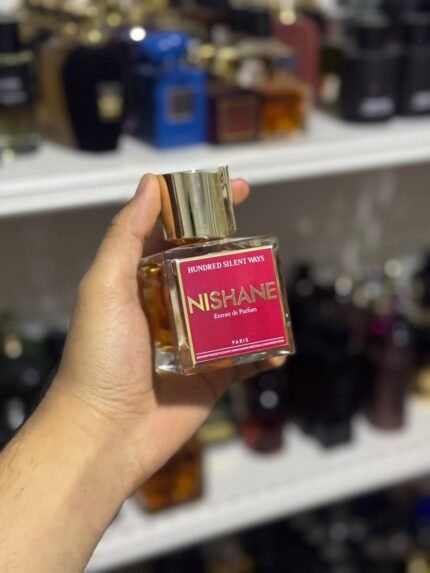 HUNDRED SILENT WAYS
NISHANE
Extrait de Parfum
PARIS